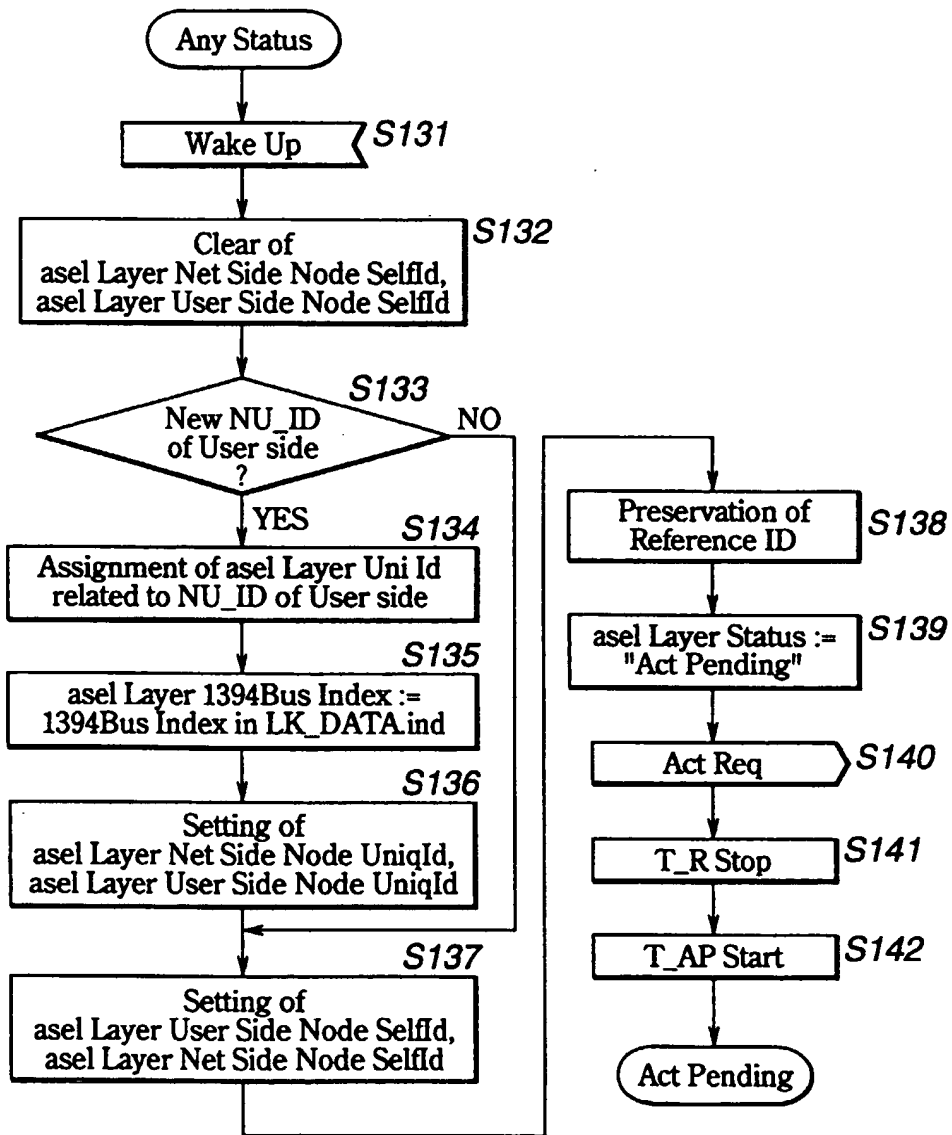 Any Status
Wake Up
S131
S132
Clear of
asel Layer Net Side Node SelfId,
asel Layer User Side Node SelfId
S133
New NU_ID
of User side
?
NO
YES
S134
Assignment of asel Layer Uni Id
related to NU_ID of User side
S135
asel Layer 1394Bus Index :=
1394Bus Index in LK_DATA.ind
S136
Setting of
asel Layer Net Side Node UniqId,
asel Layer User Side Node UniqId
S137
Setting of
asel Layer User Side Node SelfId,
asel Layer Net Side Node SelfId
Preservation of
Reference ID
S138
asel Layer Status :=
"Act Pending"
S139
Act Req
S140
T_R Stop
S141
T_AP Start
S142
Act Pending